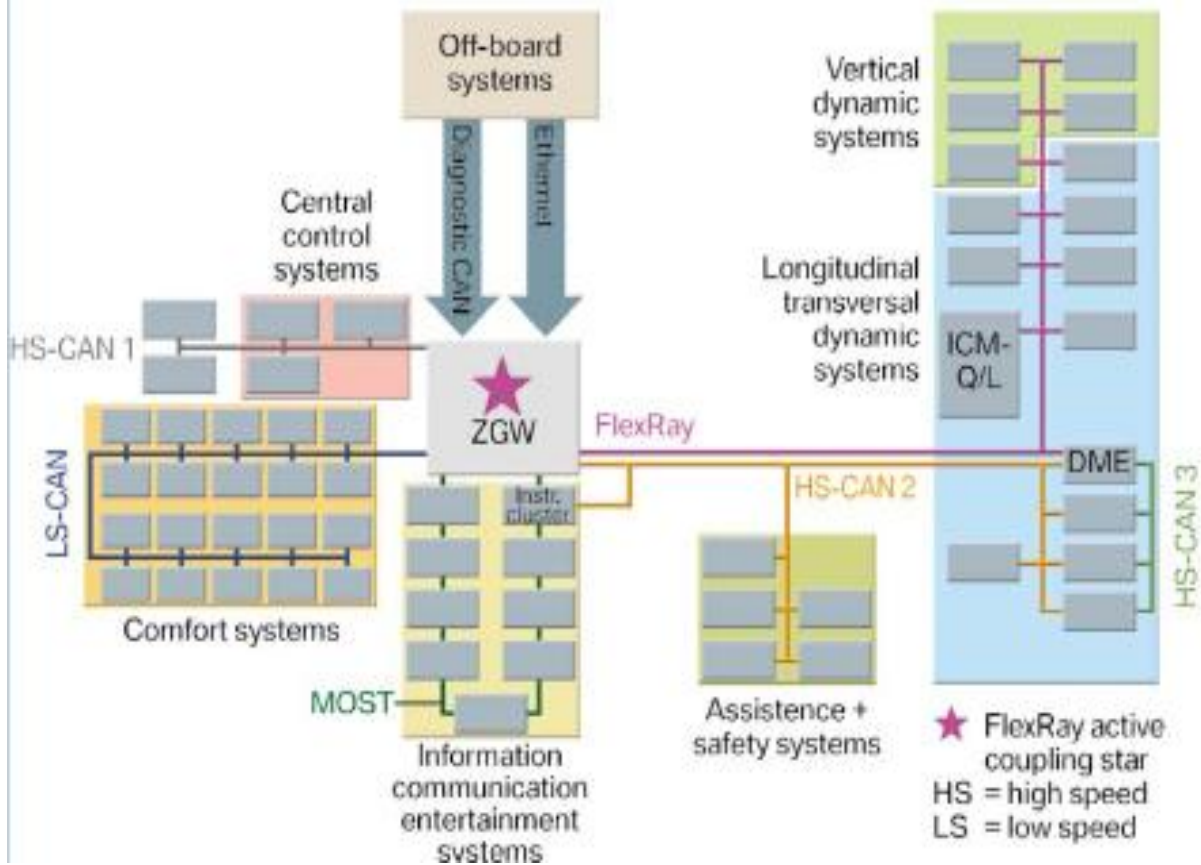 Off-board
systems
Diagnostic CAN
Ethernet
Vertical
dynamic
systems
Central
control
systems
Longitudinal
transversal
dynamic
systems
HS-CAN 1
ICM-
Q/L
ZGW
FlexRay
LS-CAN
Instr.
cluster
HS-CAN 2
DME
HS-CAN 3
Comfort systems
MOST
Assistence +
safety systems
Information
communication
entertainment
systems
FlexRay active
coupling star
HS = high speed
LS = low speed